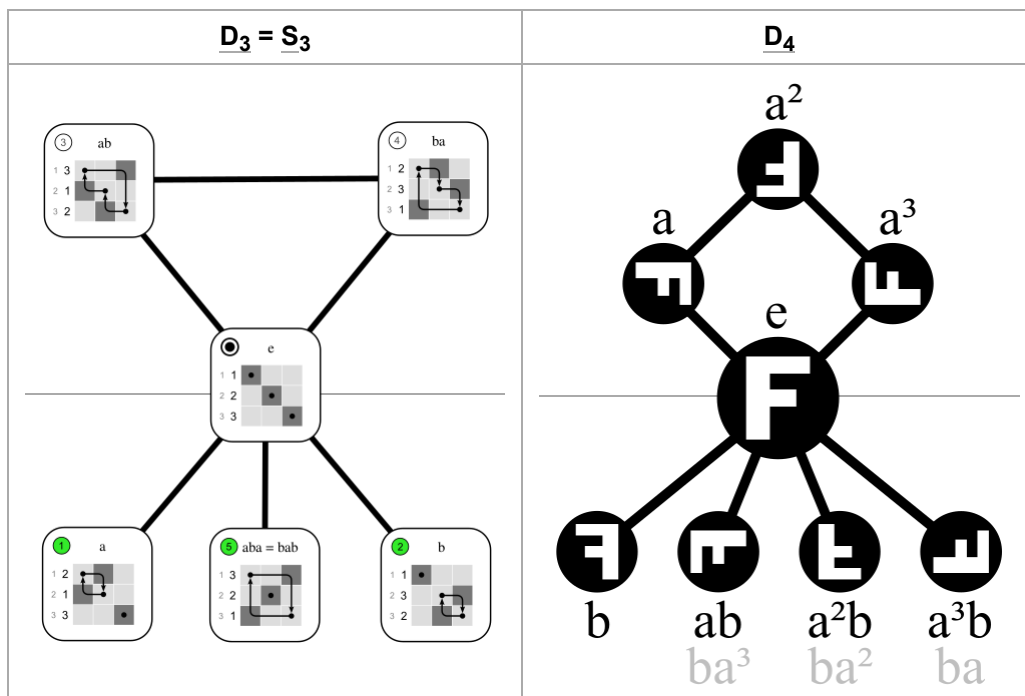 D₃ = S₃
D₄
3 ab
1 3
2 1
3 2
4 ba
1 2
2 3
3 1
e
1 1
2 2
3 3
1 a
1 2
2 1
3 3
5 aba = bab
1 3
2 2
3 1
2 b
1 1
2 3
3 2
a²
F
a
F
a³
F
e
F
F
F
F
F
b
ab
a²b
a³b
ba³
ba²
ba